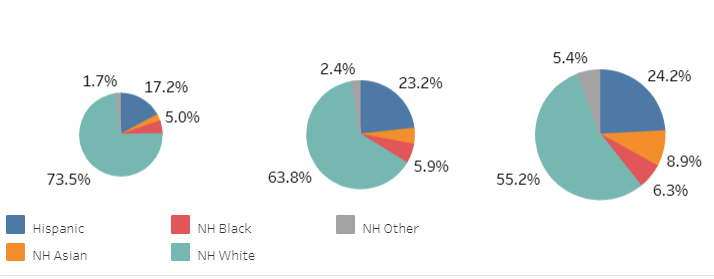 1.7%
17.2%
5.0%
73.5%
2.4%
23.2%
5.9%
63.8%
5.4%
24.2%
8.9%
6.3%
55.2%
Hispanic
NH Black
NH Other
NH Asian
NH White